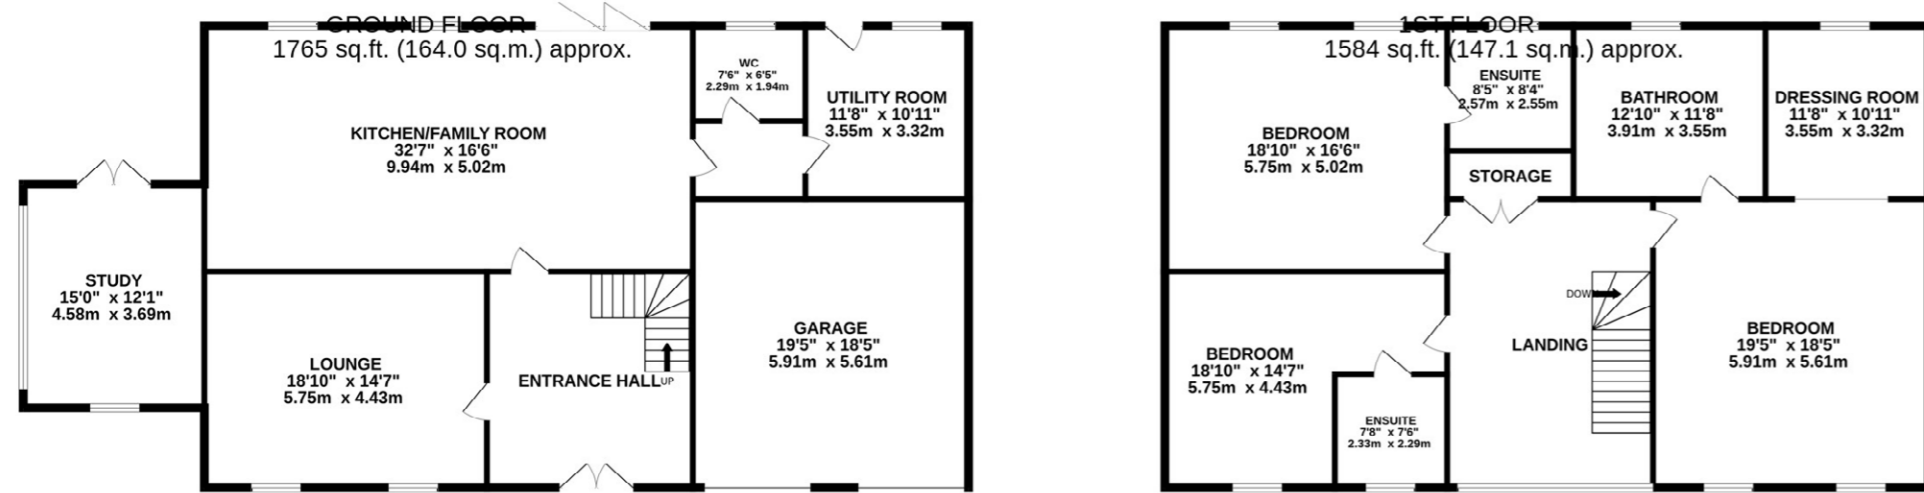 GROUND FLOOR
1765 sq.ft. (164.0 sq.m.) approx.
WC
7'6" x 6'5"
2.29m x 1.94m
UTILITY ROOM
11'8" x 10'11"
3.55m x 3.32m
KITCHEN/FAMILY ROOM
32'7" x 16'6"
9.94m x 5.02m
STUDY
15'0" x 12'1"
4.58m x 3.69m
LOUNGE
18'10" x 14'7"
5.75m x 4.43m
ENTRANCE HALL
UP
GARAGE
19'5" x 18'5"
5.91m x 5.61m
1ST FLOOR
1584 sq.ft. (147.1 sq.m.) approx.
BEDROOM
18'10" x 16'6"
5.75m x 5.02m
ENSUITE
8'5" x 8'4"
2.57m x 2.55m
BATHROOM
12'10" x 11'8"
3.91m x 3.55m
DRESSING ROOM
11'8" x 10'11"
3.55m x 3.32m
STORAGE
DOWN
LANDING
BEDROOM
18'10" x 14'7"
5.75m x 4.43m
ENSUITE
7'8" x 7'6"
2.33m x 2.29m
BEDROOM
19'5" x 18'5"
5.91m x 5.61m